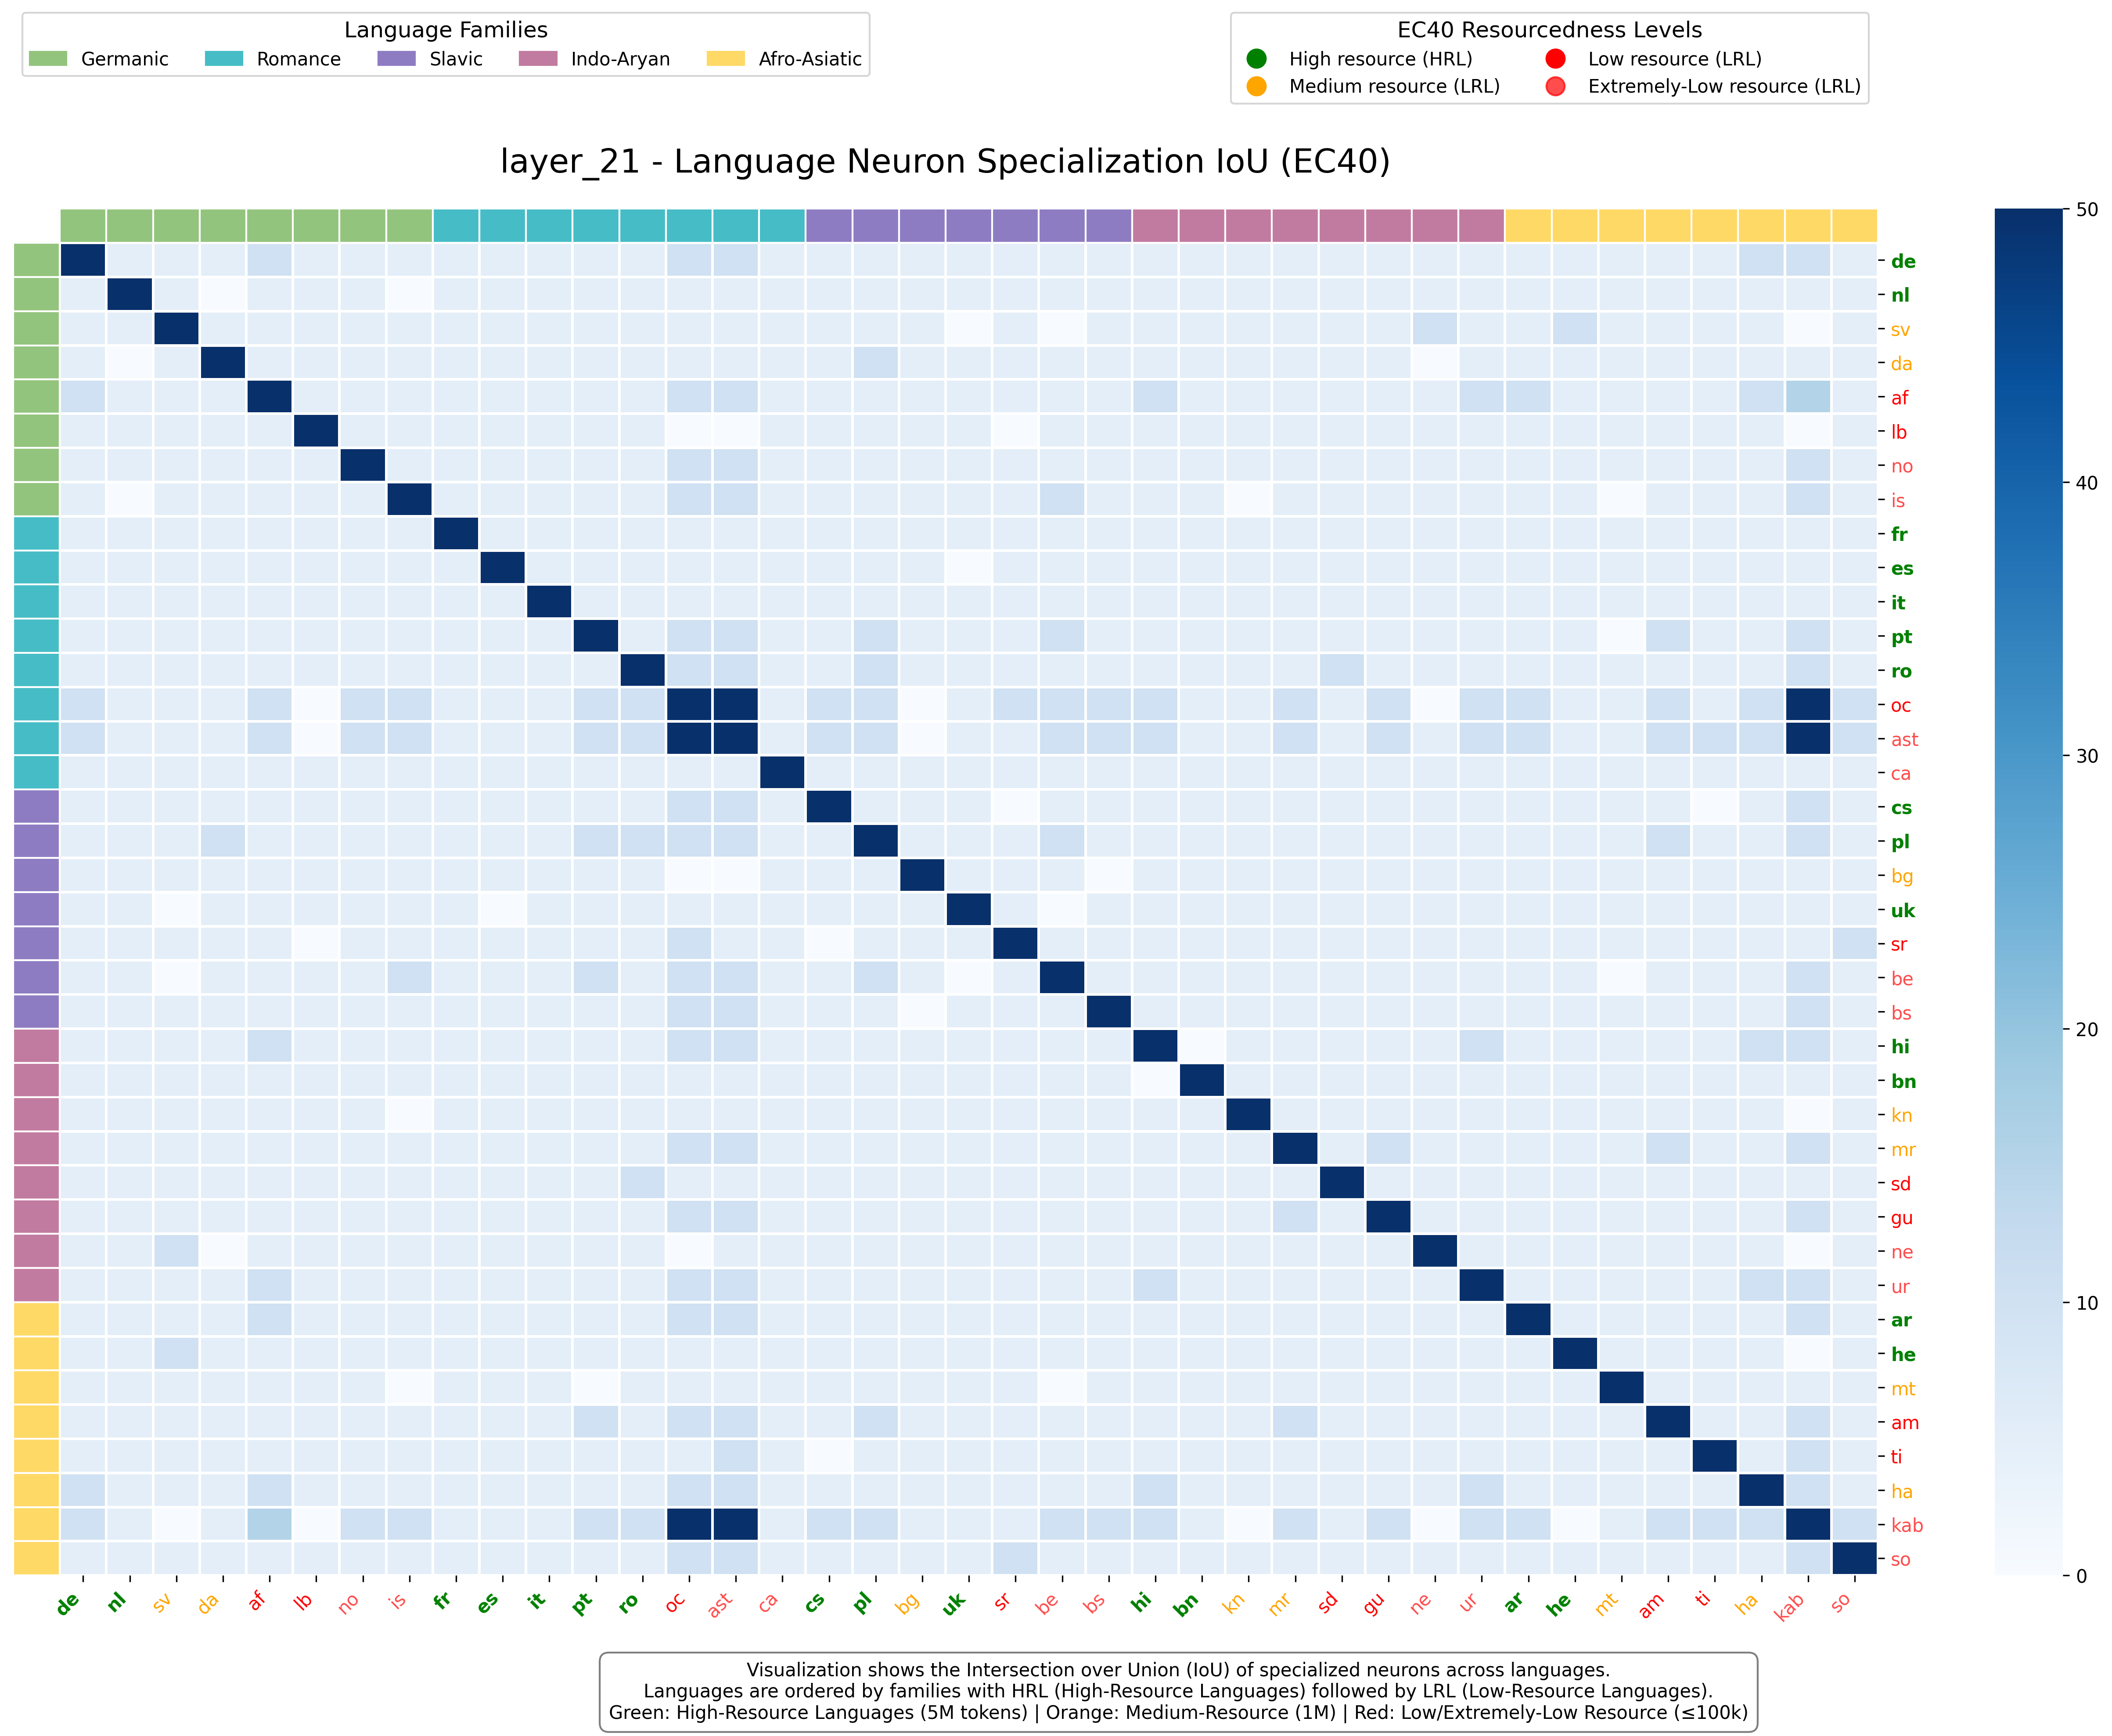 Language Families
Germanic Romance Slavic Indo-Aryan Afro-Asiatic
EC40 Resourcedness Levels
High resource (HRL) Low resource (LRL)
Medium resource (LRL) Extremely-Low resource (LRL)
layer_21 - Language Neuron Specialization IoU (EC40)
de
nl
sv
da
af
lb
no
is
fr
es
it
pt
ro
oc
ast
ca
cs
pl
bg
uk
sr
be
bs
hi
bn
kn
mr
sd
gu
ne
ur
ar
he
mt
am
ti
ha
kab
so
50
40
30
20
10
0
de nl sv da af lb no is fr es it pt ro oc ast ca cs pl bg uk sr be bs hi bn kn mr sd gu ne ur ar he mt am ti ha kab so
Visualization shows the Intersection over Union (IoU) of specialized neurons across languages.
Languages are ordered by families with HRL (High-Resource Languages) followed by LRL (Low-Resource Languages).
Green: High-Resource Languages (5M tokens) | Orange: Medium-Resource (1M) | Red: Low/Extremely-Low Resource (≤100k)